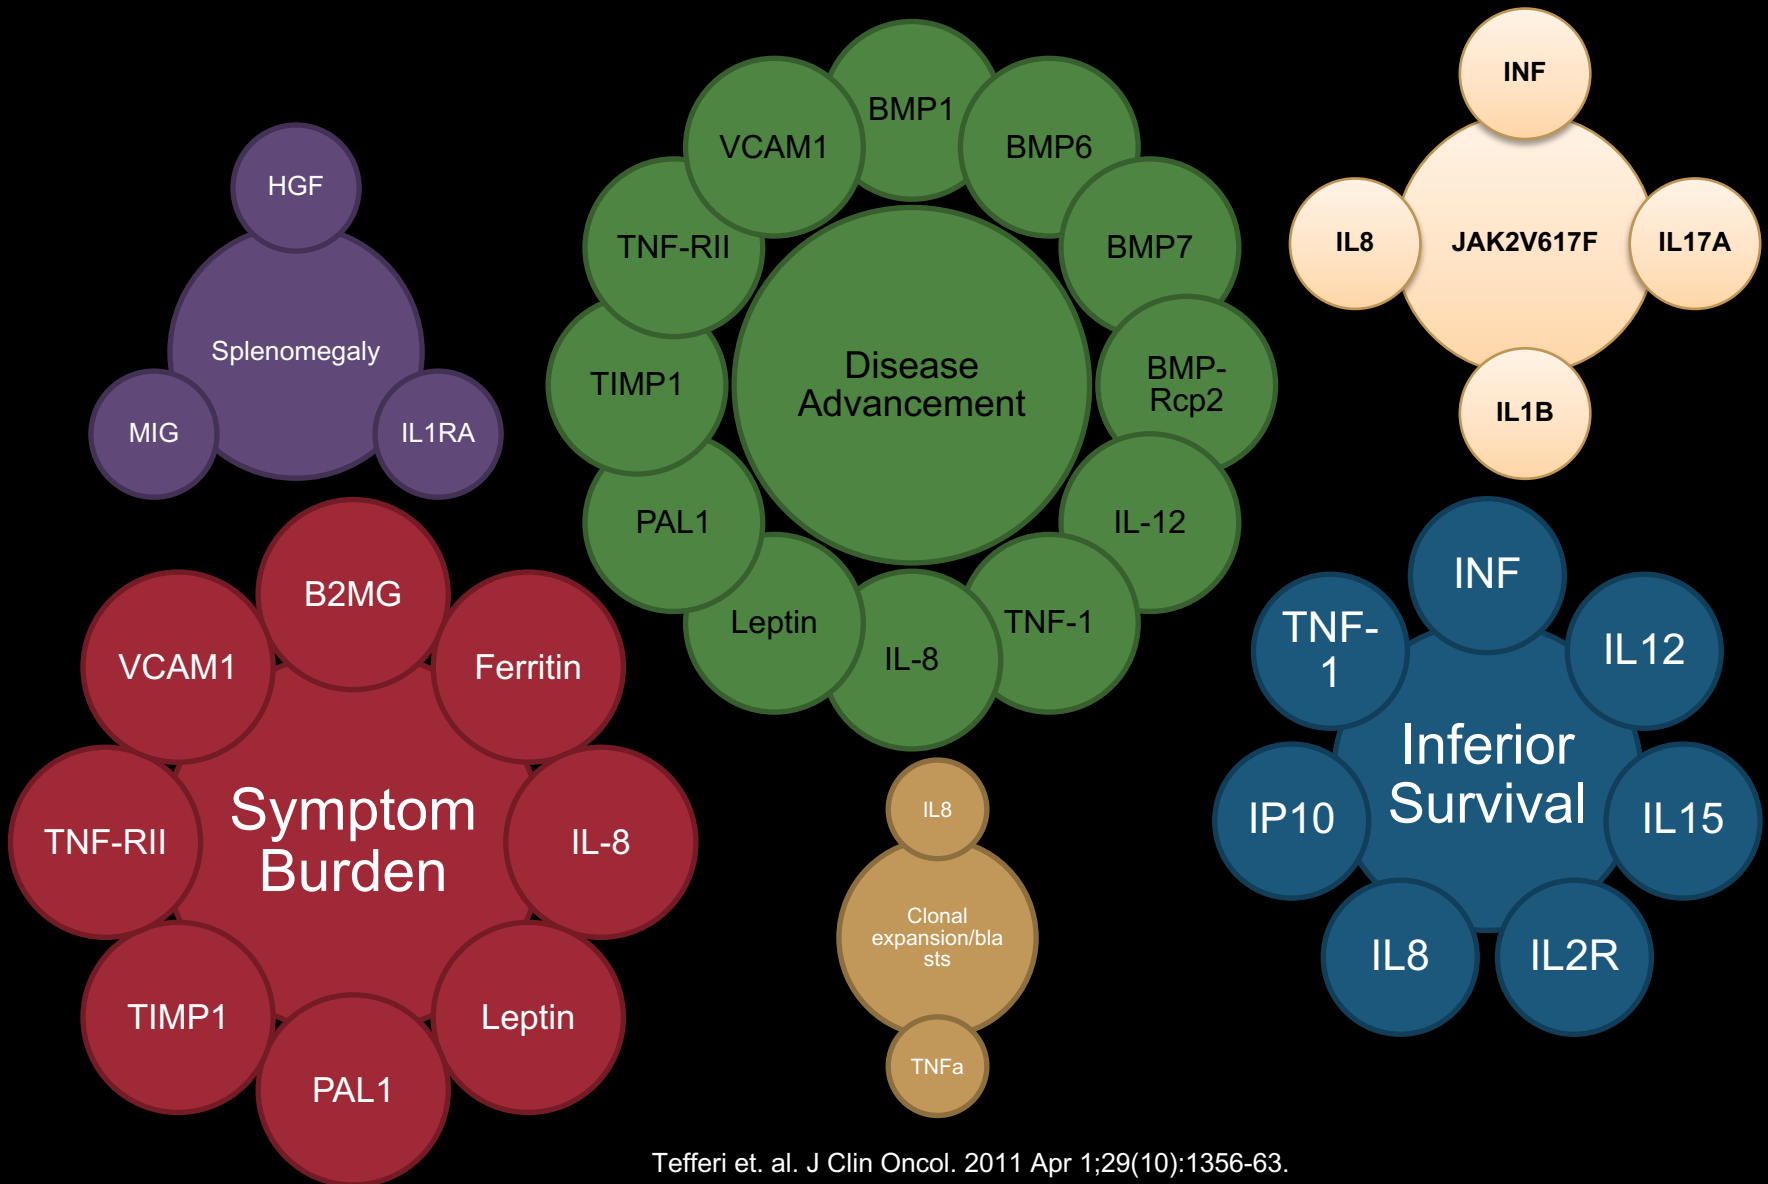 HGF
Splenomegaly
MIG
IL1RA
BMP1
BMP6
BMP7
BMP-
Rcp2
IL-12
TNF-1
IL-8
Leptin
PAL1
TIMP1
TNF-RII
VCAM1
Disease
Advancement
INF
IL8
JAK2V617F
IL17A
IL1B
B2MG
Ferritin
IL-8
Leptin
PAL1
TIMP1
TNF-RII
VCAM1
Symptom
Burden
IL8
Clonal
expansion/bla
sts
TNFa
INF
IL12
IL15
IL2R
IL8
IP10
TNF-
1
Inferior
Survival
Tefferi et. al. J Clin Oncol. 2011 Apr 1;29(10):1356-63.